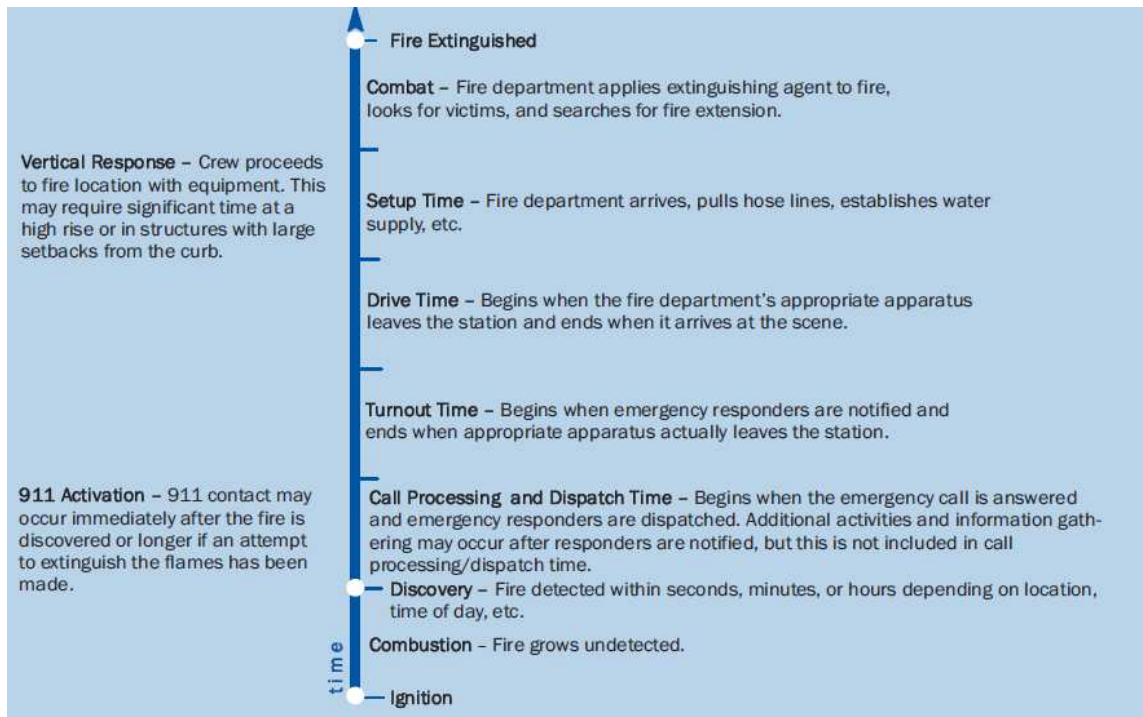 Fire Extinguished
Combat – Fire department applies extinguishing agent to fire,
looks for victims, and searches for fire extension.
Vertical Response – Crew proceeds
to fire location with equipment. This
may require significant time at a
high rise or in structures with large
setbacks from the curb.
Setup Time – Fire department arrives, pulls hose lines, establishes water
supply, etc.
Drive Time – Begins when the fire department's appropriate apparatus
leaves the station and ends when it arrives at the scene.
Turnout Time – Begins when emergency responders are notified and
ends when appropriate apparatus actually leaves the station.
911 Activation – 911 contact may
occur immediately after the fire is
discovered or longer if an attempt
to extinguish the flames has been
made.
Call Processing and Dispatch Time – Begins when the emergency call is answered
and emergency responders are dispatched. Additional activities and information gath-
ering may occur after responders are notified, but this is not included in call
processing/dispatch time.
Discovery – Fire detected within seconds, minutes, or hours depending on location,
time of day, etc.
Combustion – Fire grows undetected.
time
Ignition